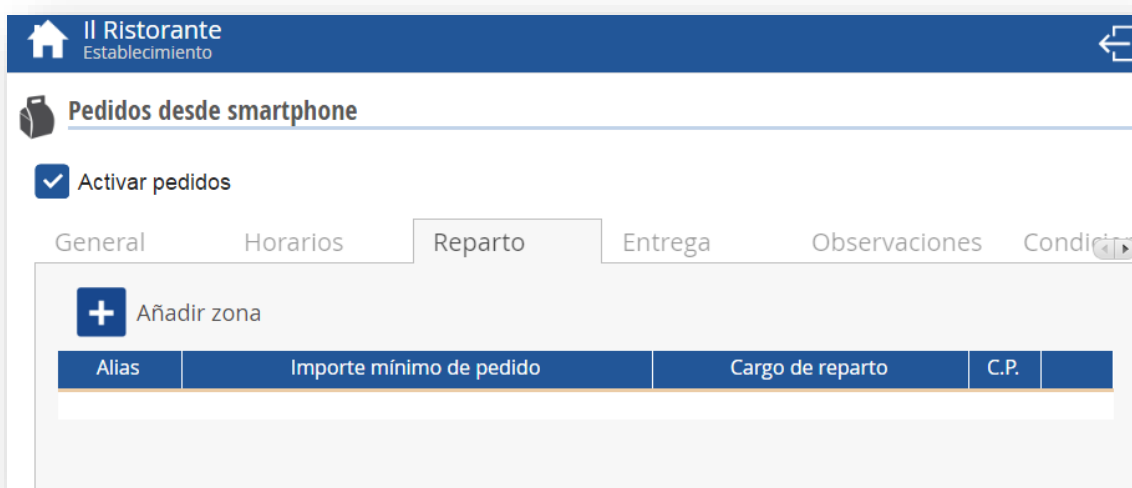 Il Ristorante
Establecimiento
Pedidos desde smartphone
Activar pedidos
General Horarios Reparto Entrega Observaciones
Añadir zona
Alias Importe mínimo de pedido Cargo de reparto C.P.